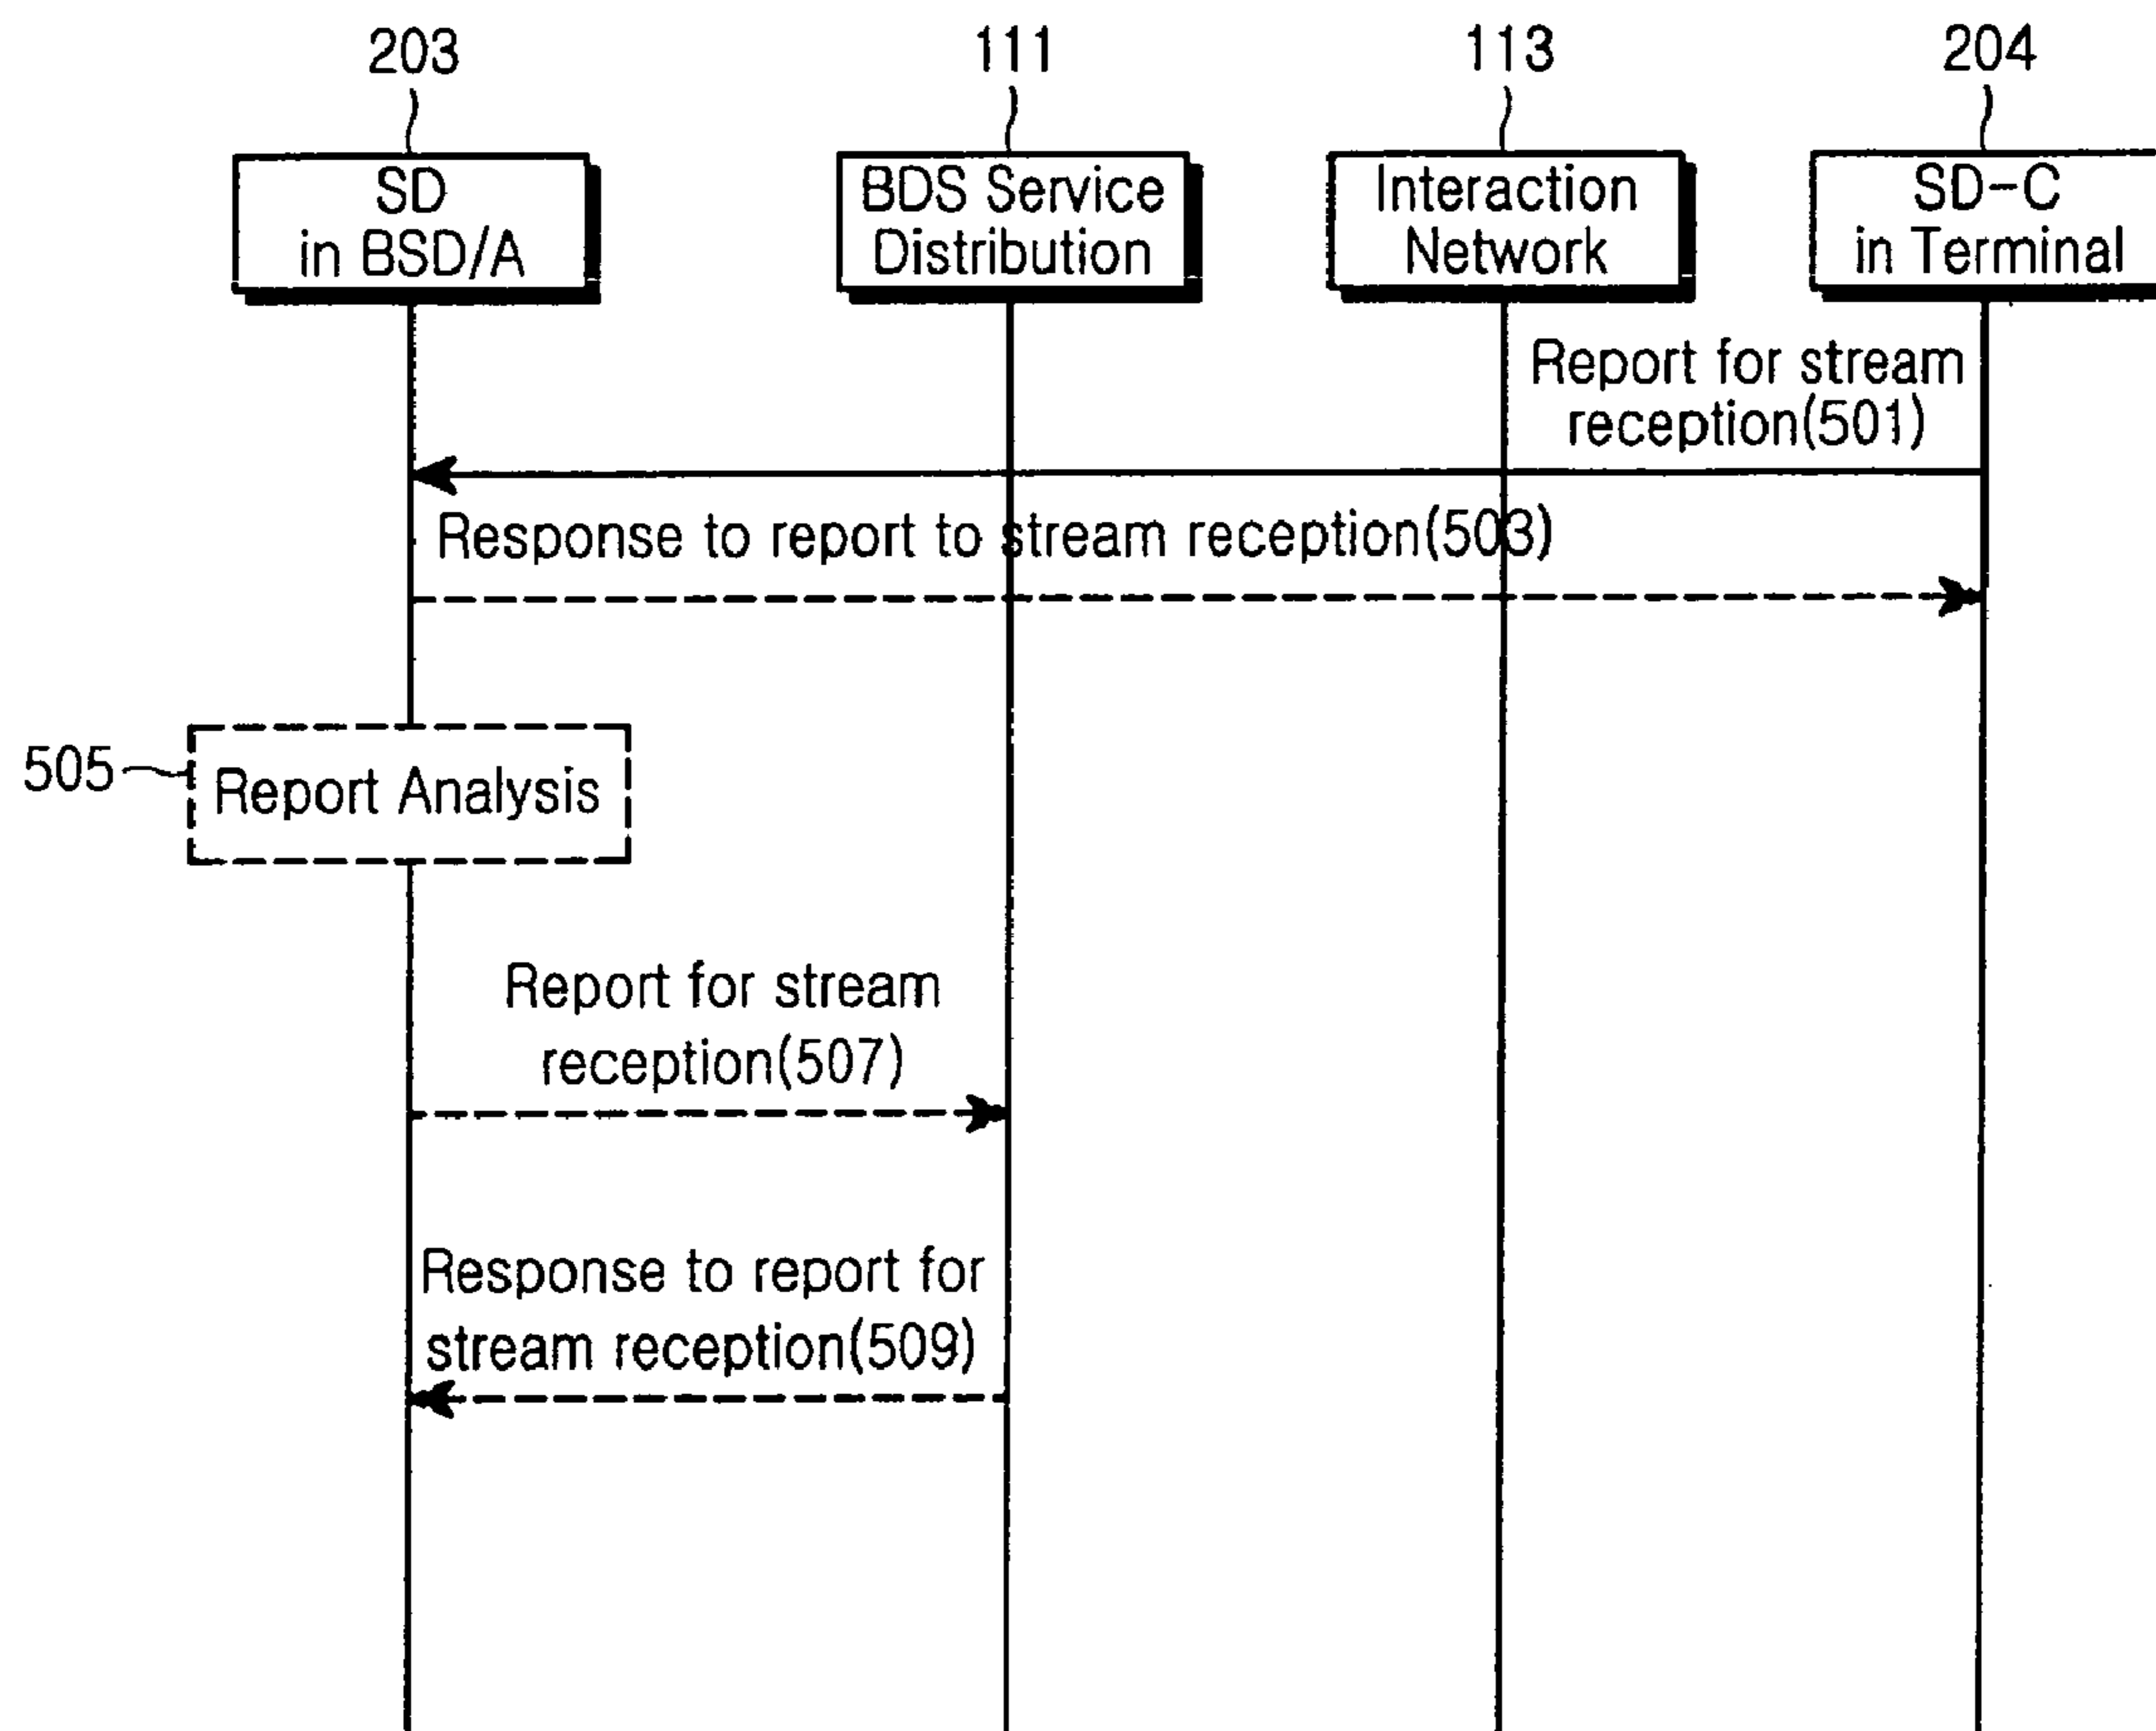 203
111
113
204
SD
in BSD/A
BDS Service
Distribution
Interaction
Network
SD-C
in Terminal
Report for stream
reception(501)
Response to report to stream reception(503)
505
Report Analysis
Report for stream
reception(507)
Response to report for
stream reception(509)